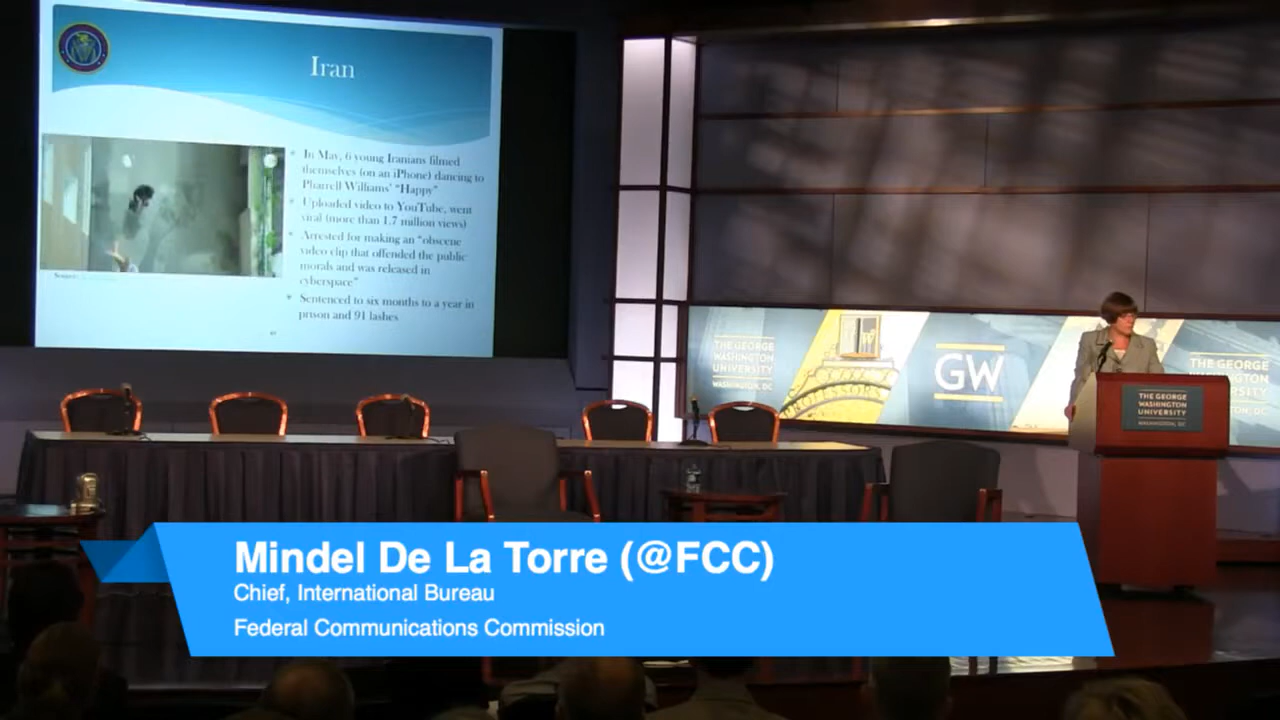 Iran
In May, 6 young Iranians filmed
themselves (on an iPhone) dancing to
Pharrell Williams' "Happy"
Uploaded video to YouTube, went
viral (more than 1.7 million views)
Arrested for making an "obscene
video clip that offended the public
morals and was released in
cyberspace"
Sentenced to six months to a year in
prison and 91 lashes
Source:
THE GEORGE
WASHINGTON
UNIVERSITY
WASHINGTON, DC
GW
THE GEORGE
WASHINGTON
UNIVERSITY
WASHINGTON, DC
THE GEORGE
Mindel De La Torre (@FCC)
Chief, International Bureau
Federal Communications Commission